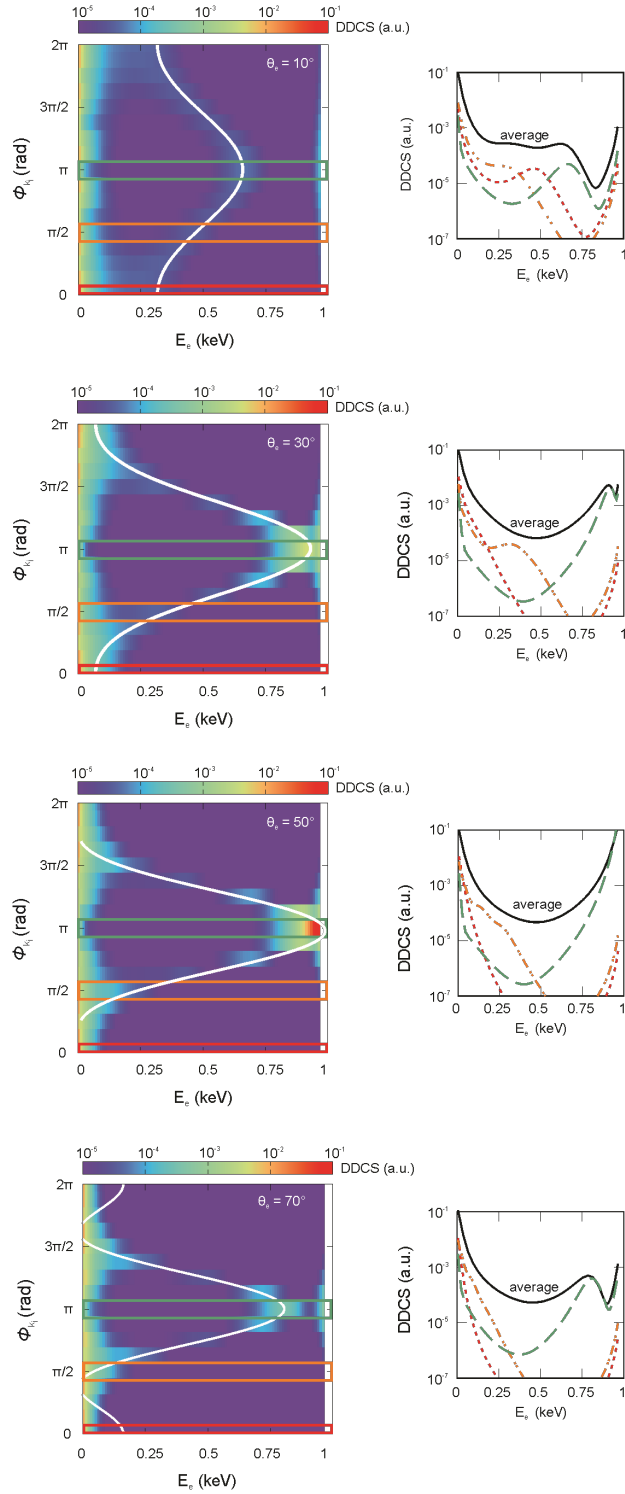 10⁻⁵ 10⁻⁴ 10⁻³ 10⁻² 10⁻¹ DDCS (a.u.)
2π
3π/2
π
π/2
0
Φ_{k_i} (rad)
θₑ = 10°
0 0.25 0.5 0.75 1
Eₑ (keV)
10⁻¹
10⁻³
10⁻⁵
10⁻⁷
DDCS (a.u.)
average
0 0.25 0.5 0.75 1
Eₑ (keV)
10⁻⁵ 10⁻⁴ 10⁻³ 10⁻² 10⁻¹ DDCS (a.u.)
2π
3π/2
π
π/2
0
Φ_{k_i} (rad)
θₑ = 30°
0 0.25 0.5 0.75 1
Eₑ (keV)
10⁻¹
10⁻³
10⁻⁵
10⁻⁷
DDCS (a.u.)
average
0 0.25 0.5 0.75 1
Eₑ (keV)
10⁻⁵ 10⁻⁴ 10⁻³ 10⁻² 10⁻¹ DDCS (a.u.)
2π
3π/2
π
π/2
0
Φ_{k_i} (rad)
θₑ = 50°
0 0.25 0.5 0.75 1
Eₑ (keV)
10⁻¹
10⁻³
10⁻⁵
10⁻⁷
DDCS (a.u.)
average
0 0.25 0.5 0.75 1
Eₑ (keV)
10⁻⁵ 10⁻⁴ 10⁻³ 10⁻² 10⁻¹ DDCS (a.u.)
2π
3π/2
π
π/2
0
Φ_{k_i} (rad)
θₑ = 70°
0 0.25 0.5 0.75 1
Eₑ (keV)
10⁻¹
10⁻³
10⁻⁵
10⁻⁷
DDCS (a.u.)
average
0 0.25 0.5 0.75 1
Eₑ (keV)